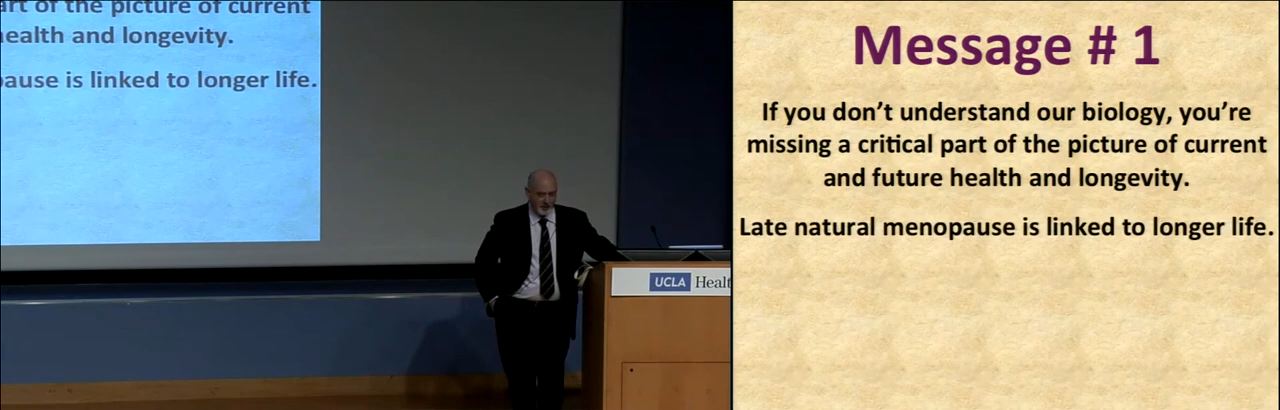 art of the picture of current
ealth and longevity.
pause is linked to longer life.
UCLA Healt
Message # 1
If you don't understand our biology, you're
missing a critical part of the picture of current
and future health and longevity.
Late natural menopause is linked to longer life.